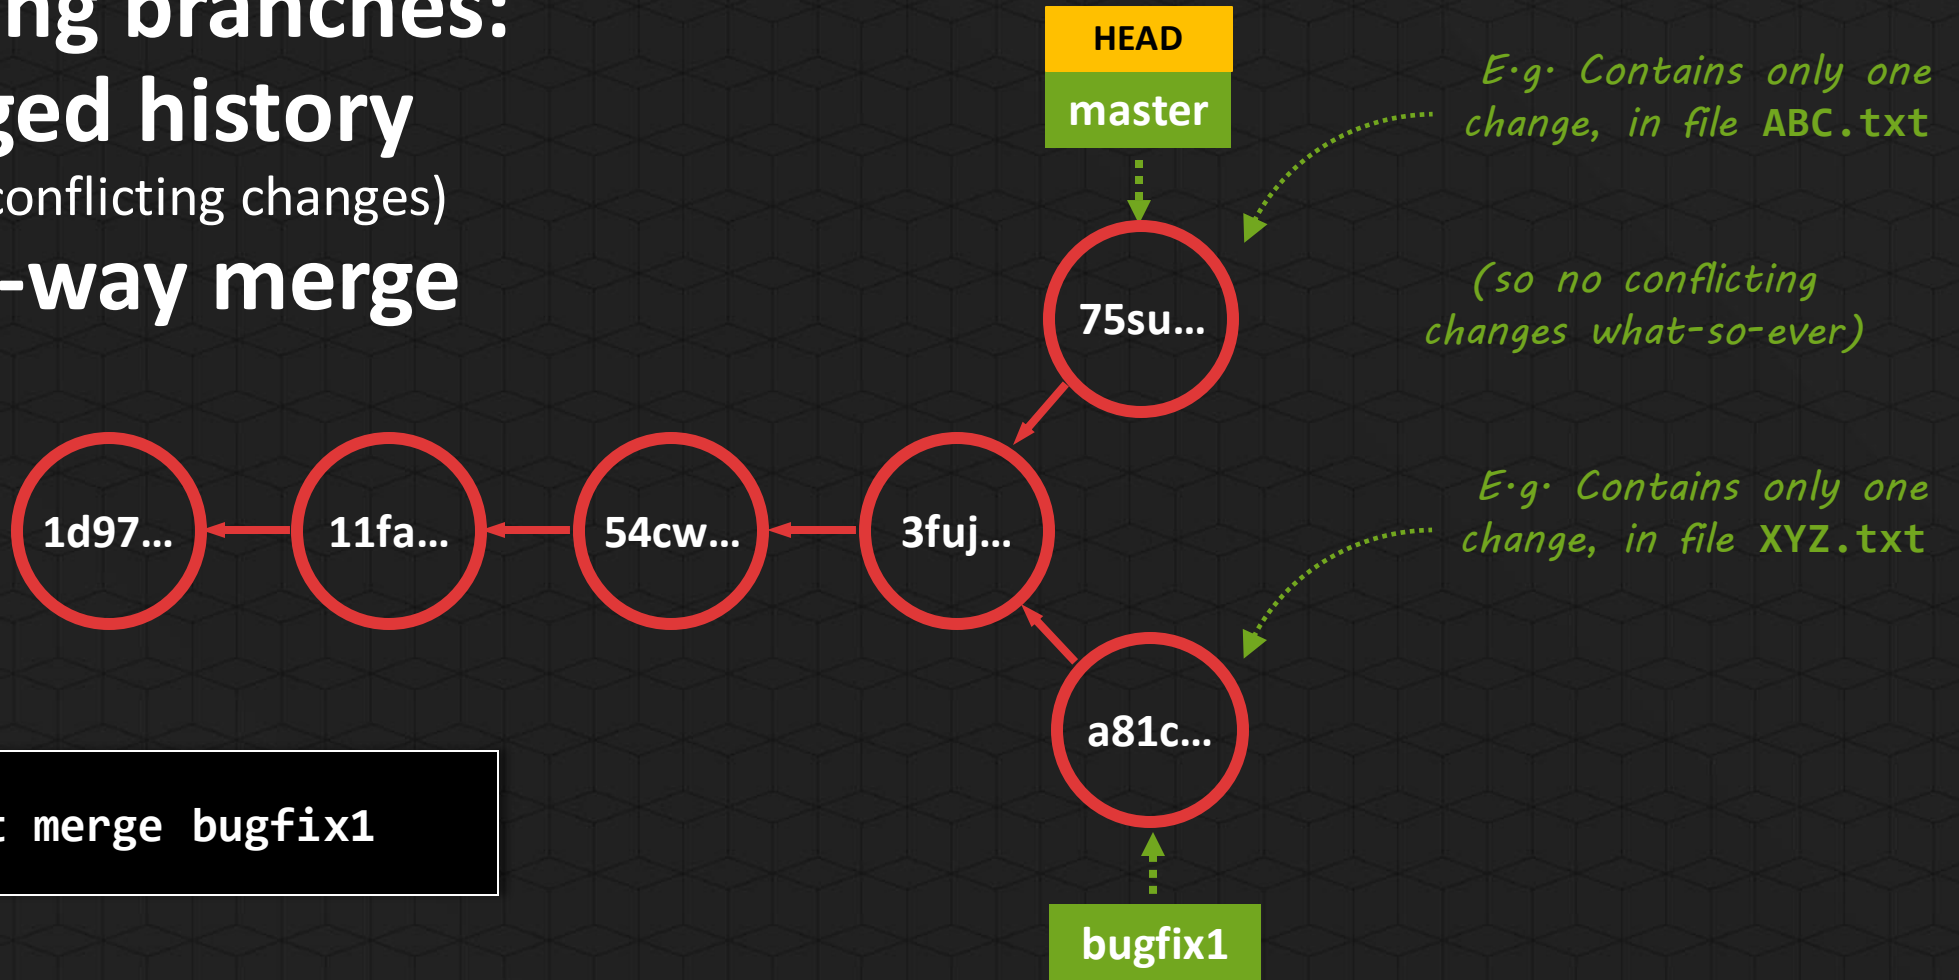 ng branches:
ged history
conflicting changes)
-way merge
HEAD
master
E.g. Contains only one
change, in file ABC.txt
(so no conflicting
changes what-so-ever)
75su...
1d97...
11fa...
54cw...
3fuj...
E.g. Contains only one
change, in file XYZ.txt
a81c...
t merge bugfix1
bugfix1